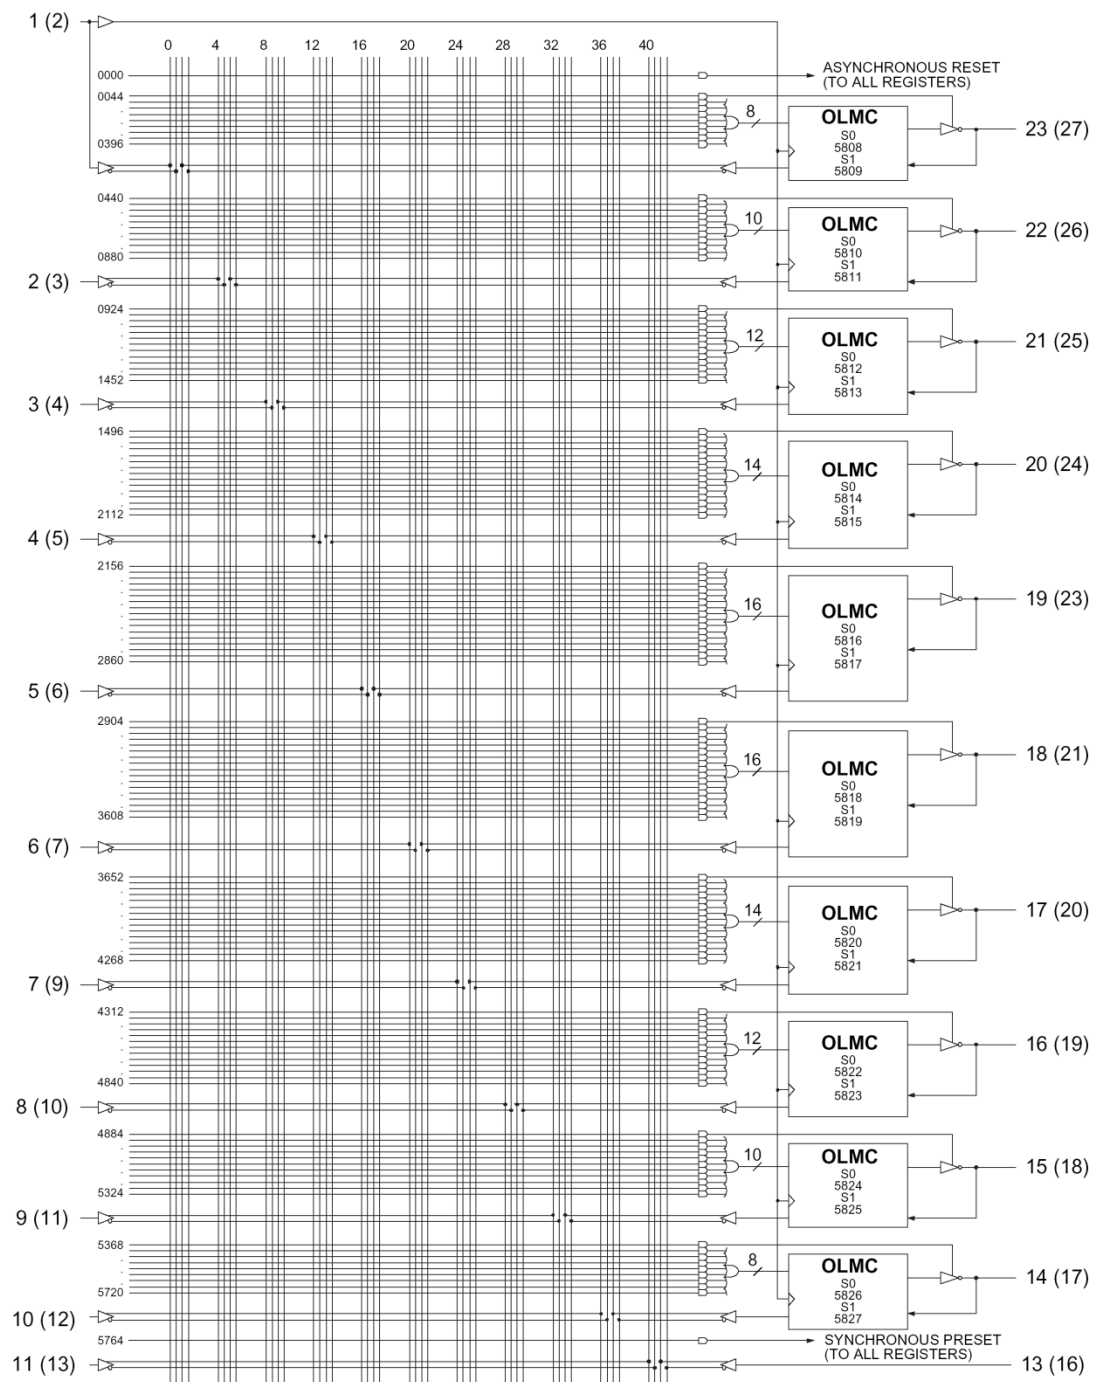 1 (2)
0 4 8 12 16 20 24 28 32 36 40
0000
ASYNCHRONOUS RESET
(TO ALL REGISTERS)
0044
8
OLMC
S0
5808
S1
5809
23 (27)
0396
0440
10
OLMC
S0
5810
S1
5811
22 (26)
0880
2 (3)
0924
12
OLMC
S0
5812
S1
5813
21 (25)
1452
3 (4)
1496
14
OLMC
S0
5814
S1
5815
20 (24)
2112
4 (5)
2156
16
OLMC
S0
5816
S1
5817
19 (23)
2860
5 (6)
2904
16
OLMC
S0
5818
S1
5819
18 (21)
3608
6 (7)
3652
14
OLMC
S0
5820
S1
5821
17 (20)
4268
7 (9)
4312
12
OLMC
S0
5822
S1
5823
16 (19)
4840
8 (10)
4884
10
OLMC
S0
5824
S1
5825
15 (18)
5324
9 (11)
5368
8
OLMC
S0
5826
S1
5827
14 (17)
5720
10 (12)
5764
SYNCHRONOUS PRESET
(TO ALL REGISTERS)
11 (13)
13 (16)